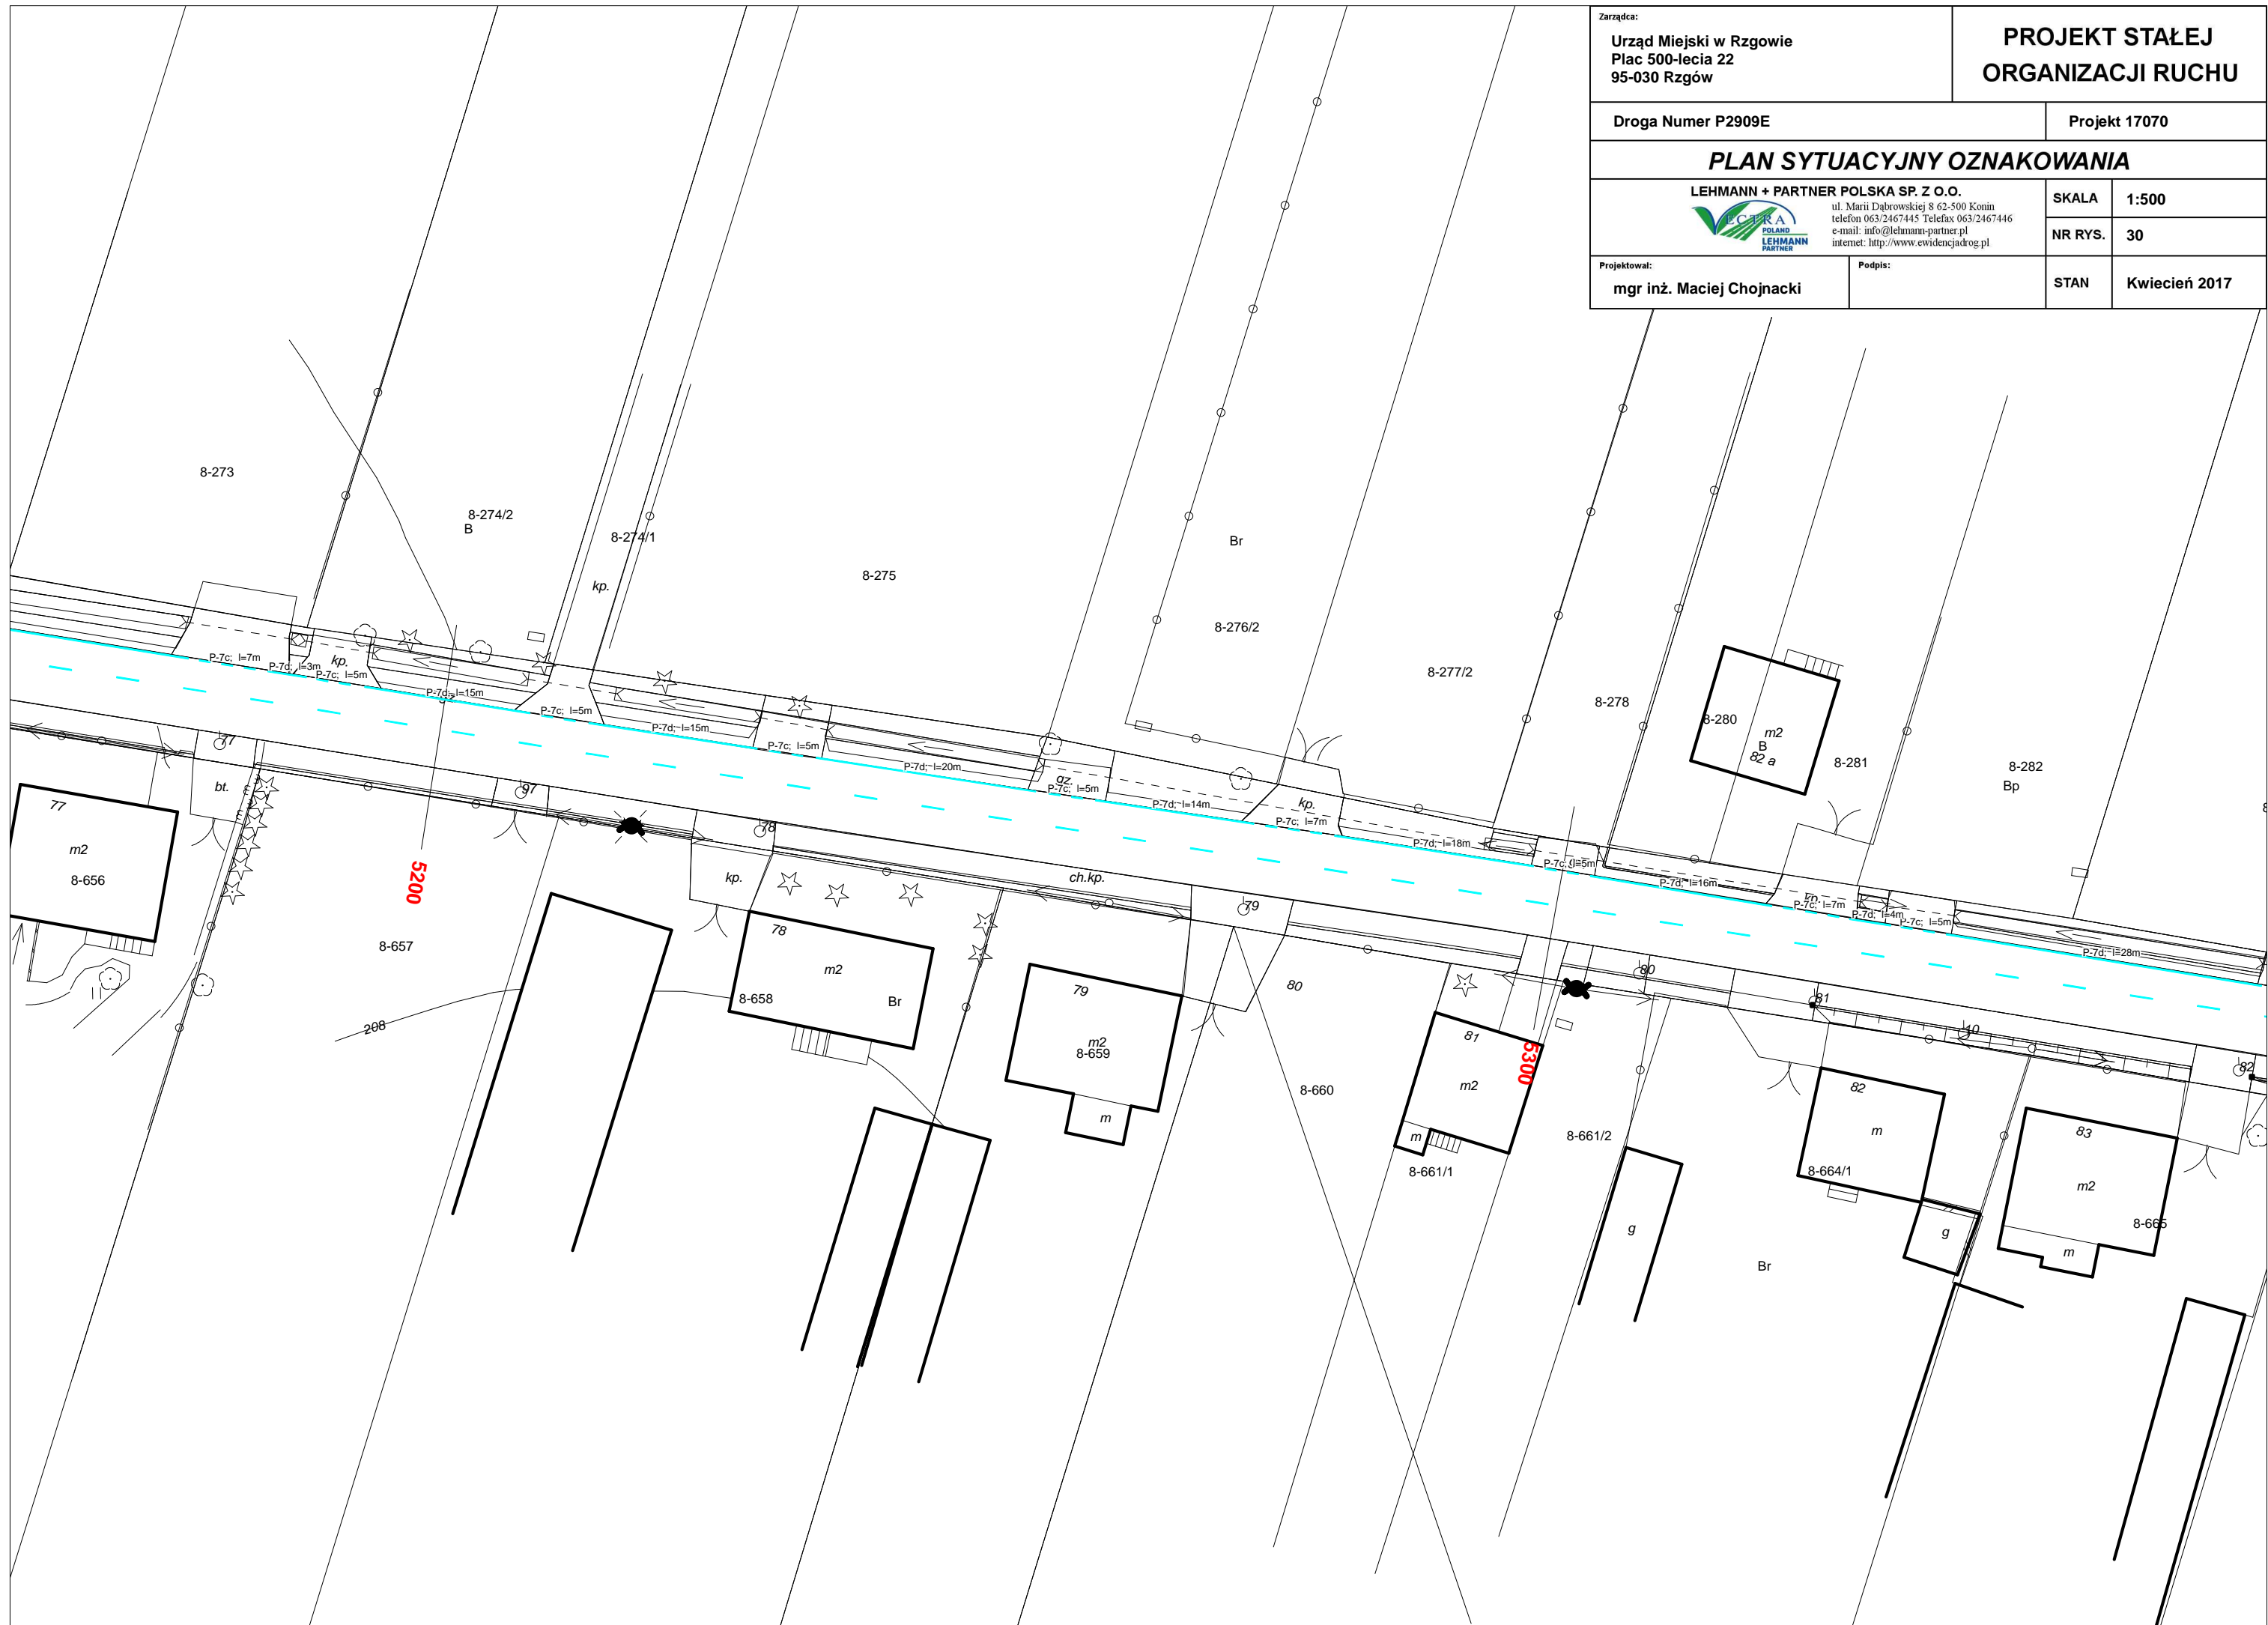 Zarządca:
Urząd Miejski w Rzgowie
Plac 500-lecia 22
95-030 Rzgów
PROJEKT STAŁEJ
ORGANIZACJI RUCHU
Droga Numer P2909E
Projekt 17070
PLAN SYTUACYJNY OZNAKOWANIA
LEHMANN + PARTNER POLSKA SP. Z O.O.
VECTRA
POLAND
LEHMANN
PARTNER
ul. Marii Dąbrowskiej 8 62-500 Konin
telefon 063/2467445 Telefax 063/2467446
e-mail: info@lehmann-partner.pl
internet: http://www.ewidencjadrog.pl
SKALA
1:500
NR RYS.
30
Projektował:
mgr inż. Maciej Chojnacki
Podpis:
STAN
Kwiecień 2017
8-273
8-274/2
B
8-274/1
kp.
8-275
Br
8-276/2
8-277/2
8-278
8-280
m2
B
82 a
8-281
8-282
Bp
P-7c; l=7m
P-7d; l=3m
kp.
P-7c; l=5m
P-7d; l=15m
P-7c; l=5m
P-7d; l=15m
P-7c; l=5m
P-7d; l=20m
gz.
P-7c; l=5m
P-7d; l=14m
kp.
P-7c; l=7m
P-7d; l=18m
P-7c; l=5m
P-7d; l=16m
P-7c; l=7m
P-7d; l=4m
P-7c; l=5m
P-7d; l=28m
77
bt.
77
m2
8-656
5200
97
78
kp.
ch.kp.
79
80
80
81
10
82
8-657
208
78
m2
8-658
Br
79
m2
8-659
m
8-660
81
m2
m
8-661/1
5300
8-661/2
g
82
m
8-664/1
g
Br
83
m2
8-665
m